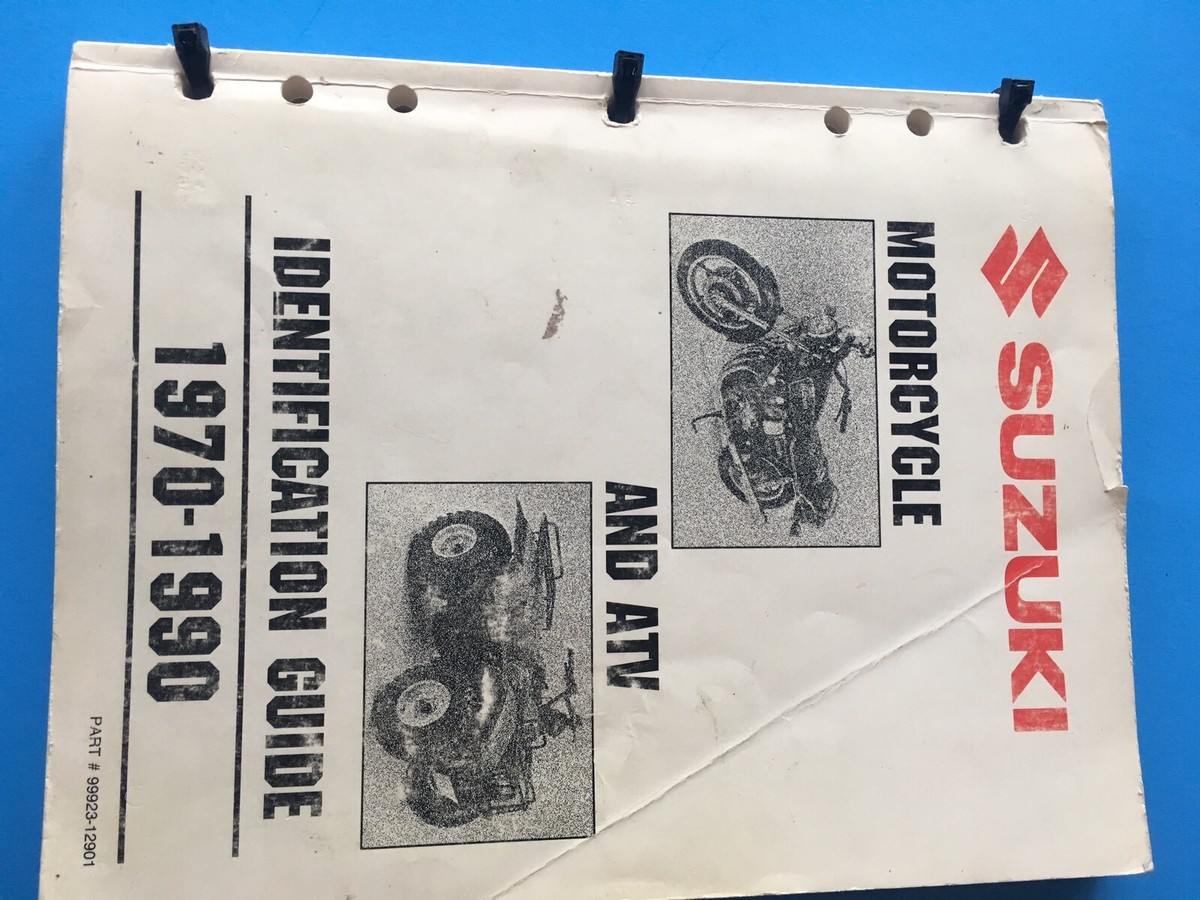 SUZUKI
MOTORCYCLE
AND ATV
IDENTIFICATION GUIDE
1970-1990
PART # 99923-12901